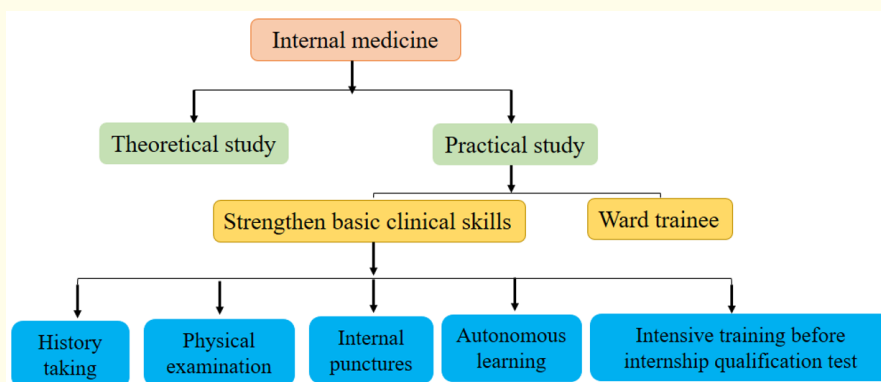 Internal medicine
Theoretical study
Practical study
Strengthen basic clinical skills
Ward trainee
History
taking
Physical
examination
Internal
punctures
Autonomous
learning
Intensive training before
internship qualification test